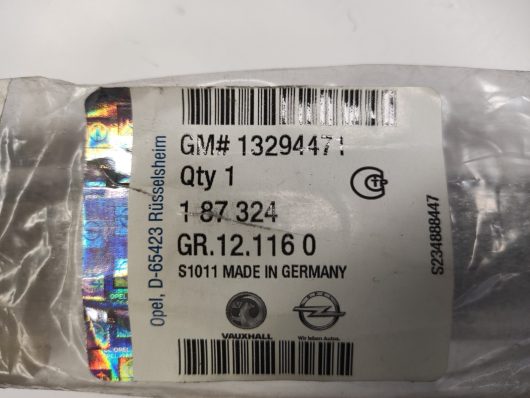 GM# 13294471
Qty 1
1 87 324
GR.12.116 0
S1011 MADE IN GERMANY
VAUXHALL
Wir leben Autos.
Opel, D-65423 Rüsselsheim
S234888447
OPEL